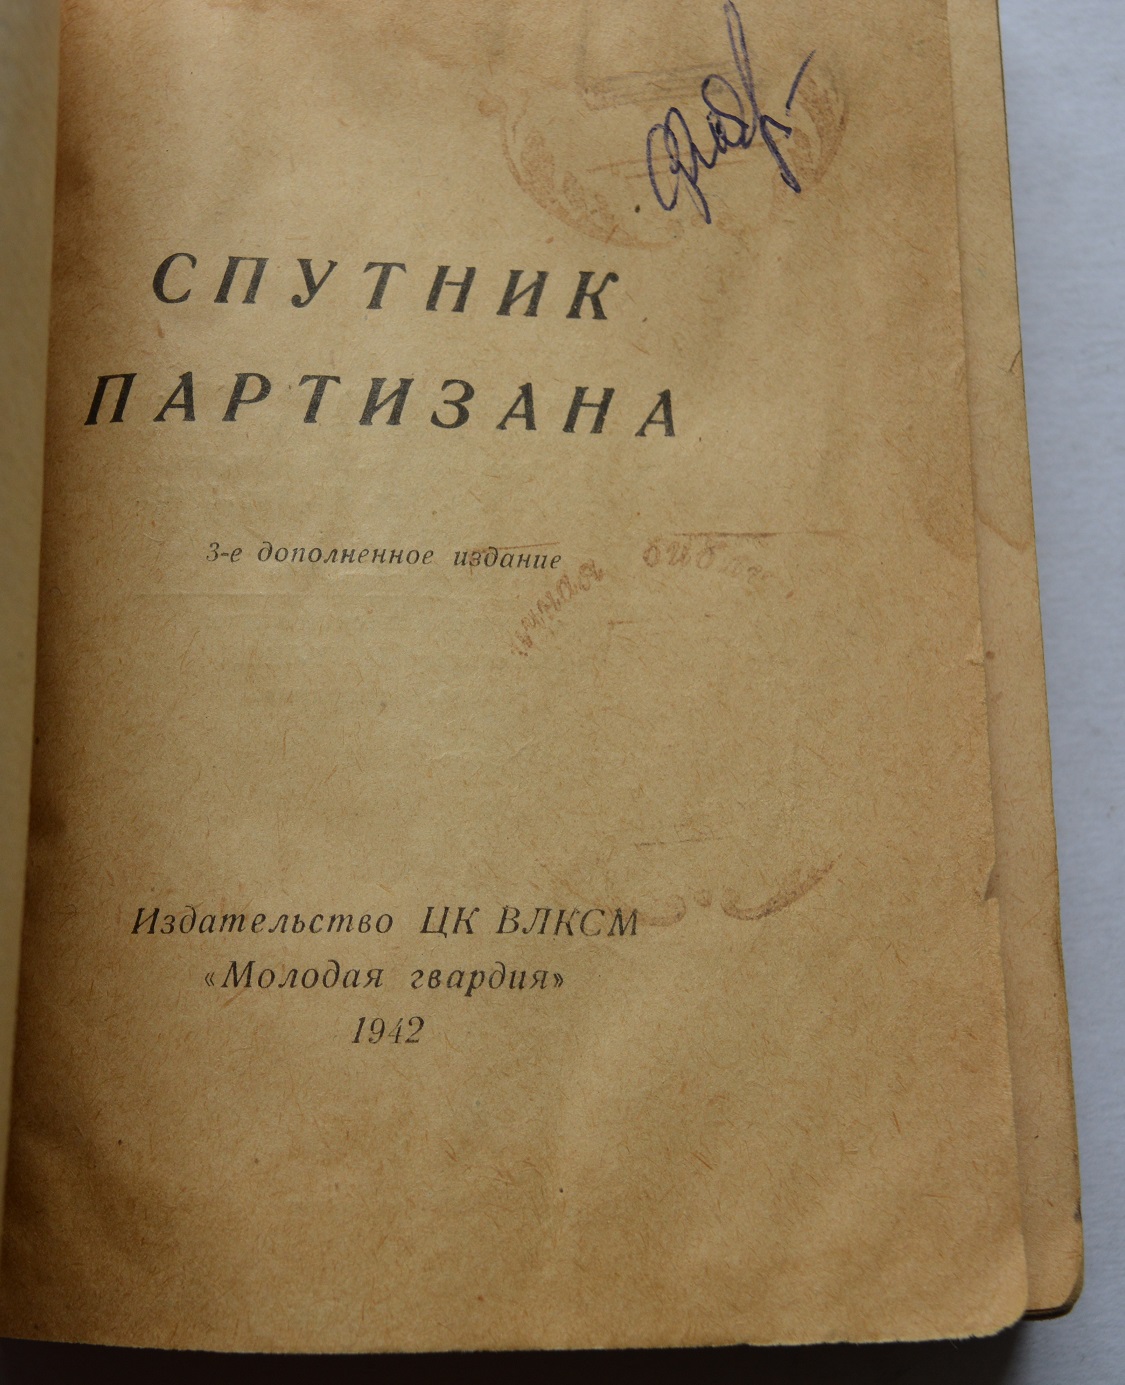 СПУТНИК
ПАРТИЗАНА
3-е дополненное издание
Издательство ЦК ВЛКСМ
«Молодая гвардия»
1942